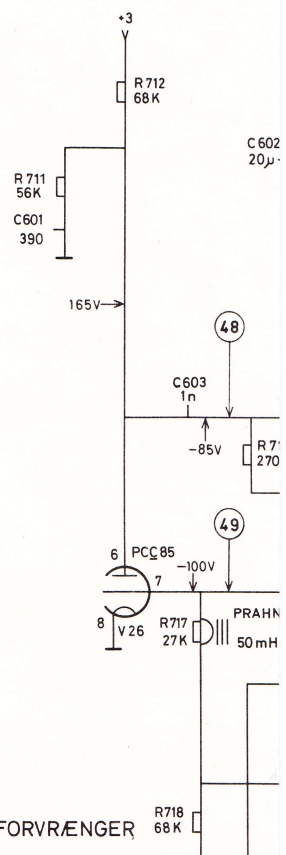 +3
R712
68K
C602
20µ
R711
56K
C601
390
165V
48
C603
1n
-85V
R71
270
49
6 PCC85
-100V
7
8 V26
R717
27K
PRAHN
50mH
R718
68K
FORVRÆNGER